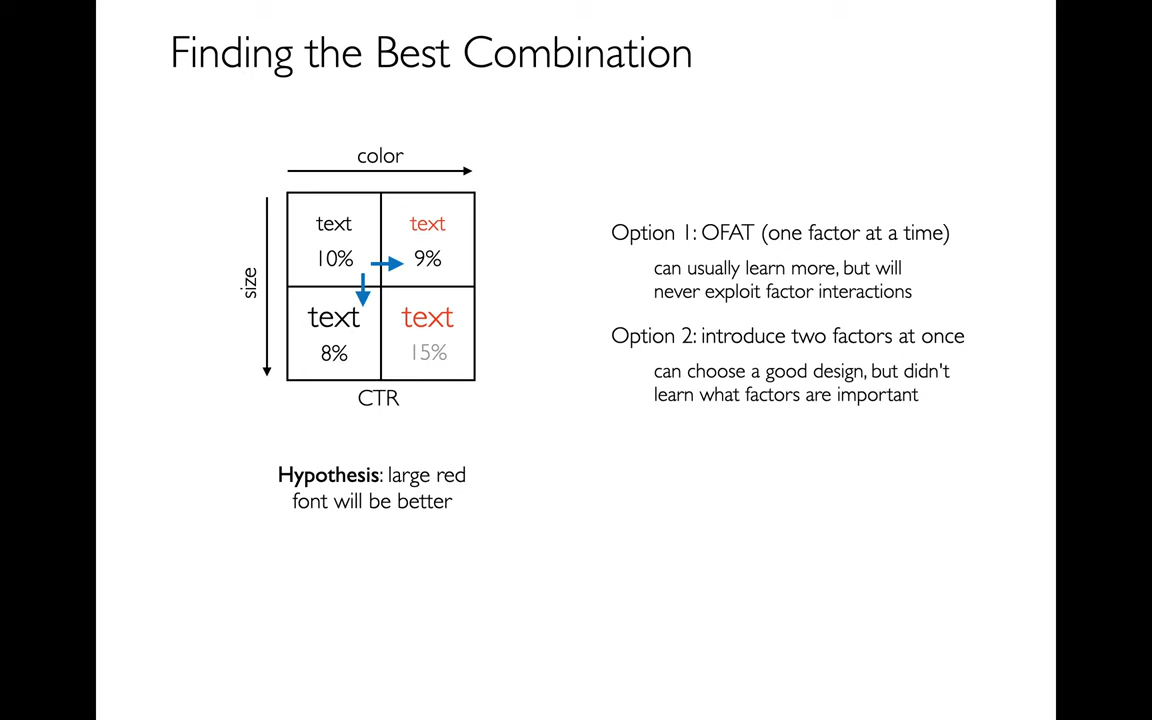 Finding the Best Combination
color
size
text
text
10%
9%
text
text
8%
15%
CTR
Hypothesis: large red
font will be better
Option 1: OFAT (one factor at a time)
can usually learn more, but will
never exploit factor interactions
Option 2: introduce two factors at once
can choose a good design, but didn't
learn what factors are important